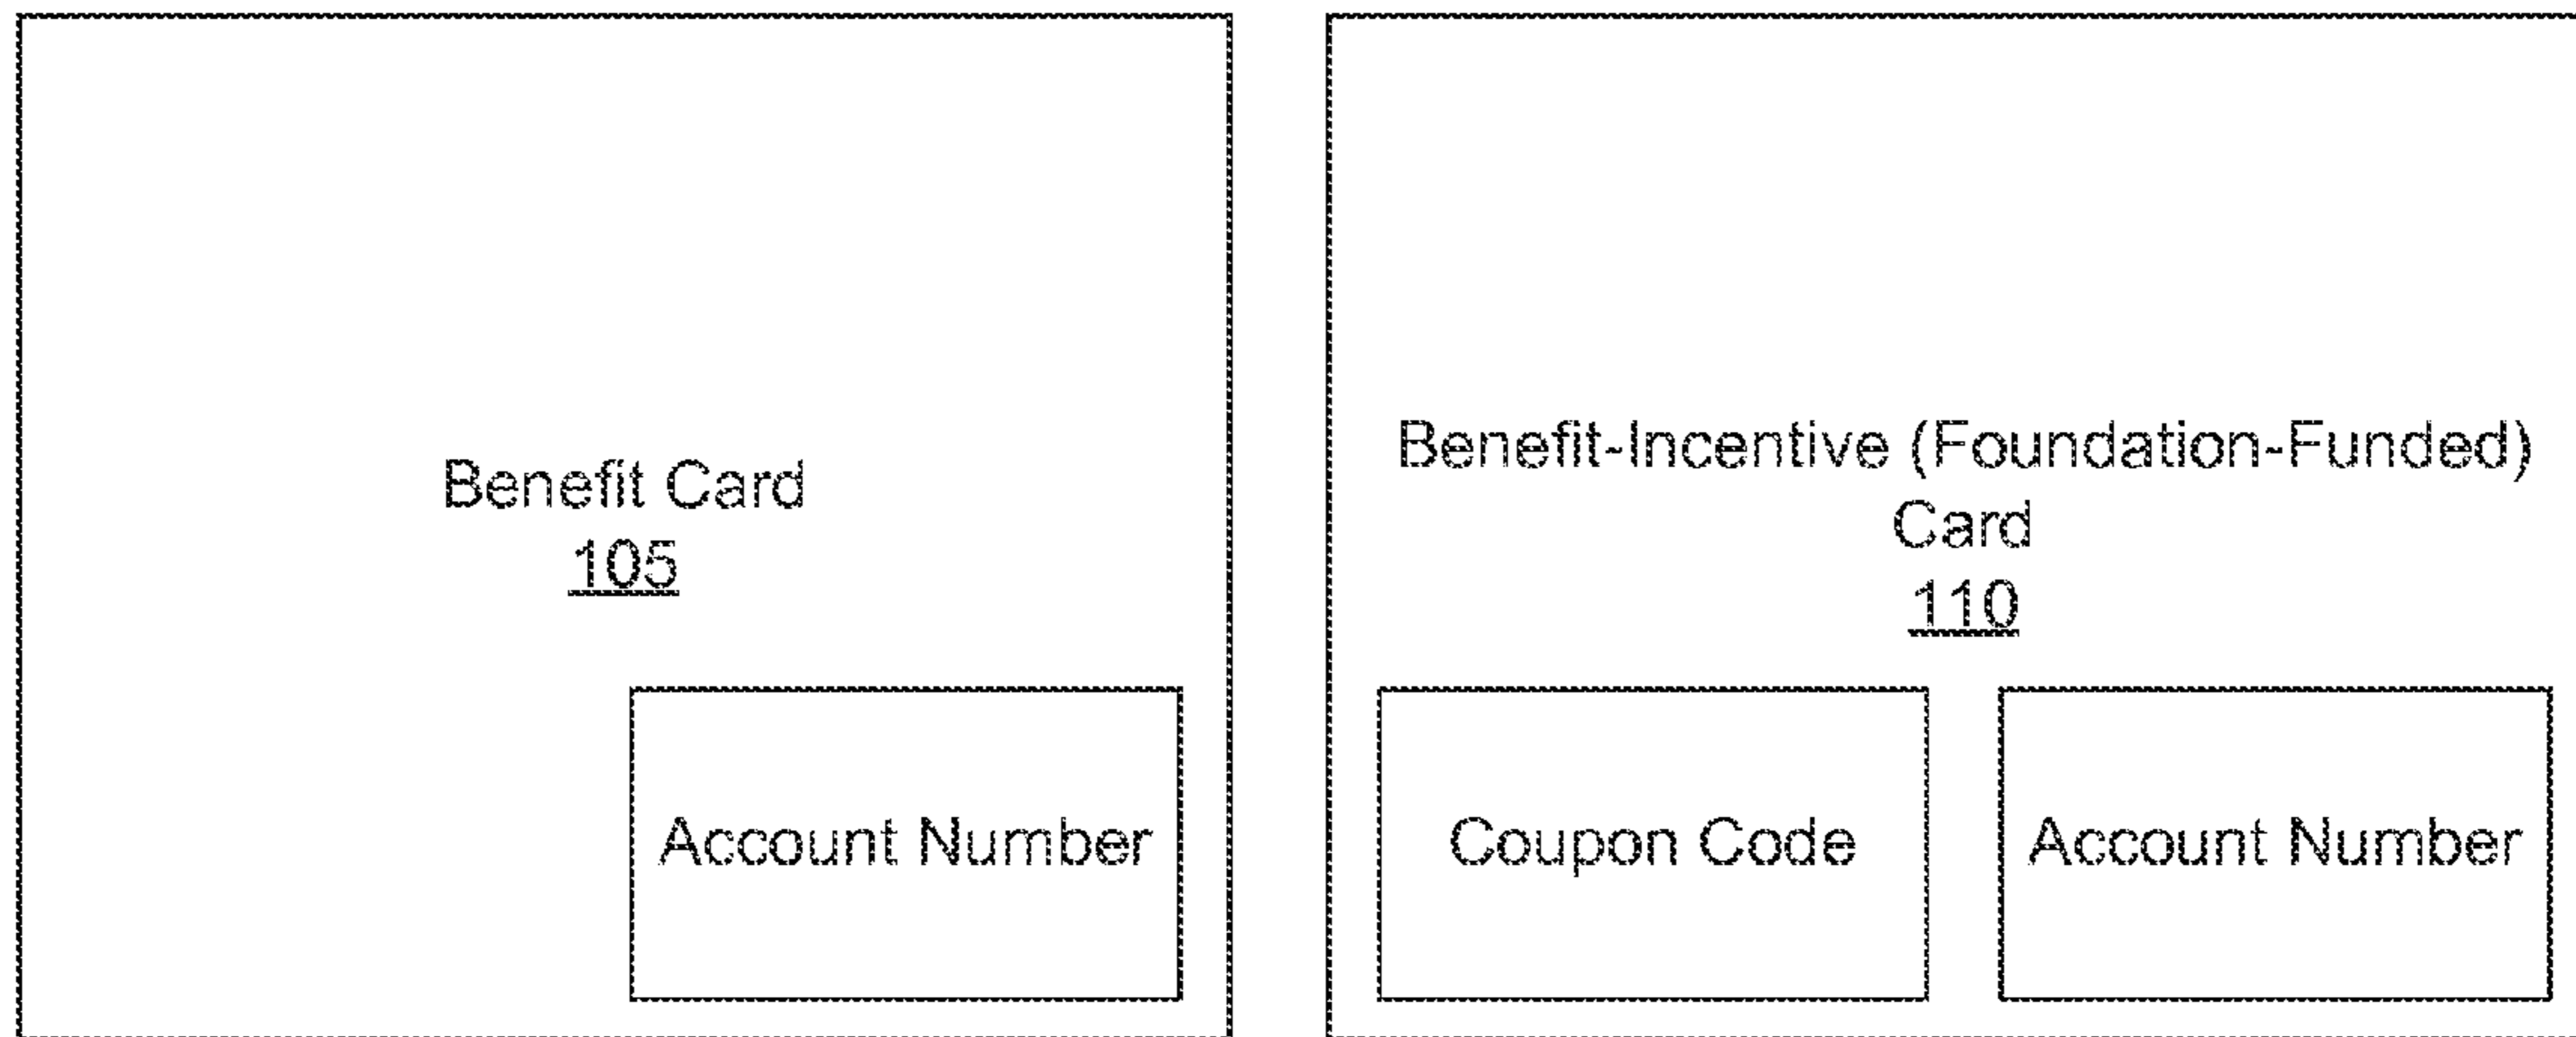 Benefit Card
105
Account Number
Benefit-Incentive (Foundation-Funded)
Card
110
Coupon Code
Account Number